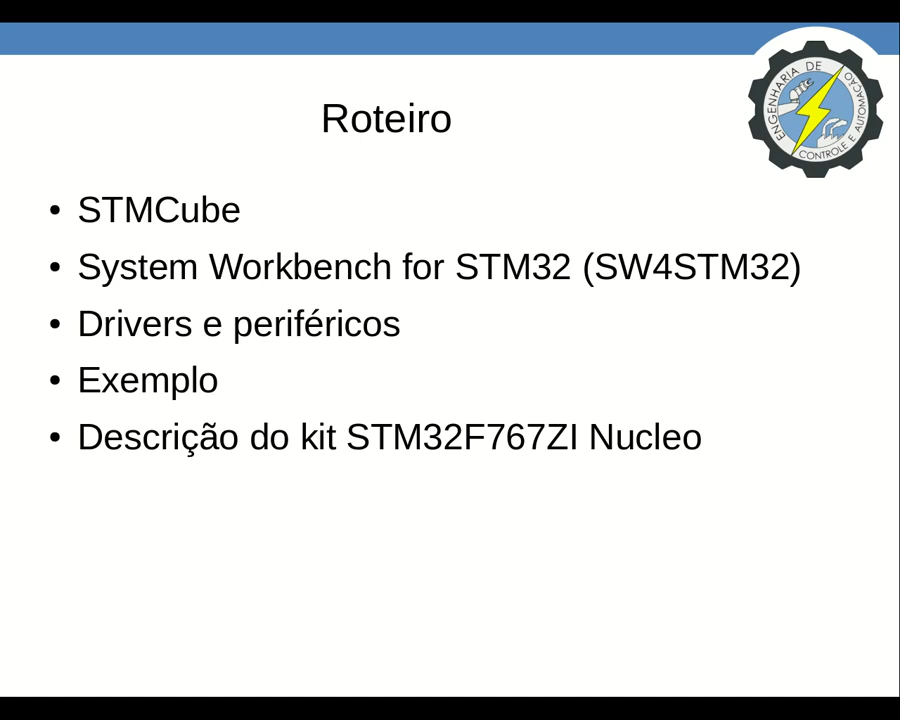 ENGENHARIA DE
CONTROLE E AUTOMAÇÃO
Roteiro
• STMCube
• System Workbench for STM32 (SW4STM32)
• Drivers e periféricos
• Exemplo
• Descrição do kit STM32F767ZI Nucleo